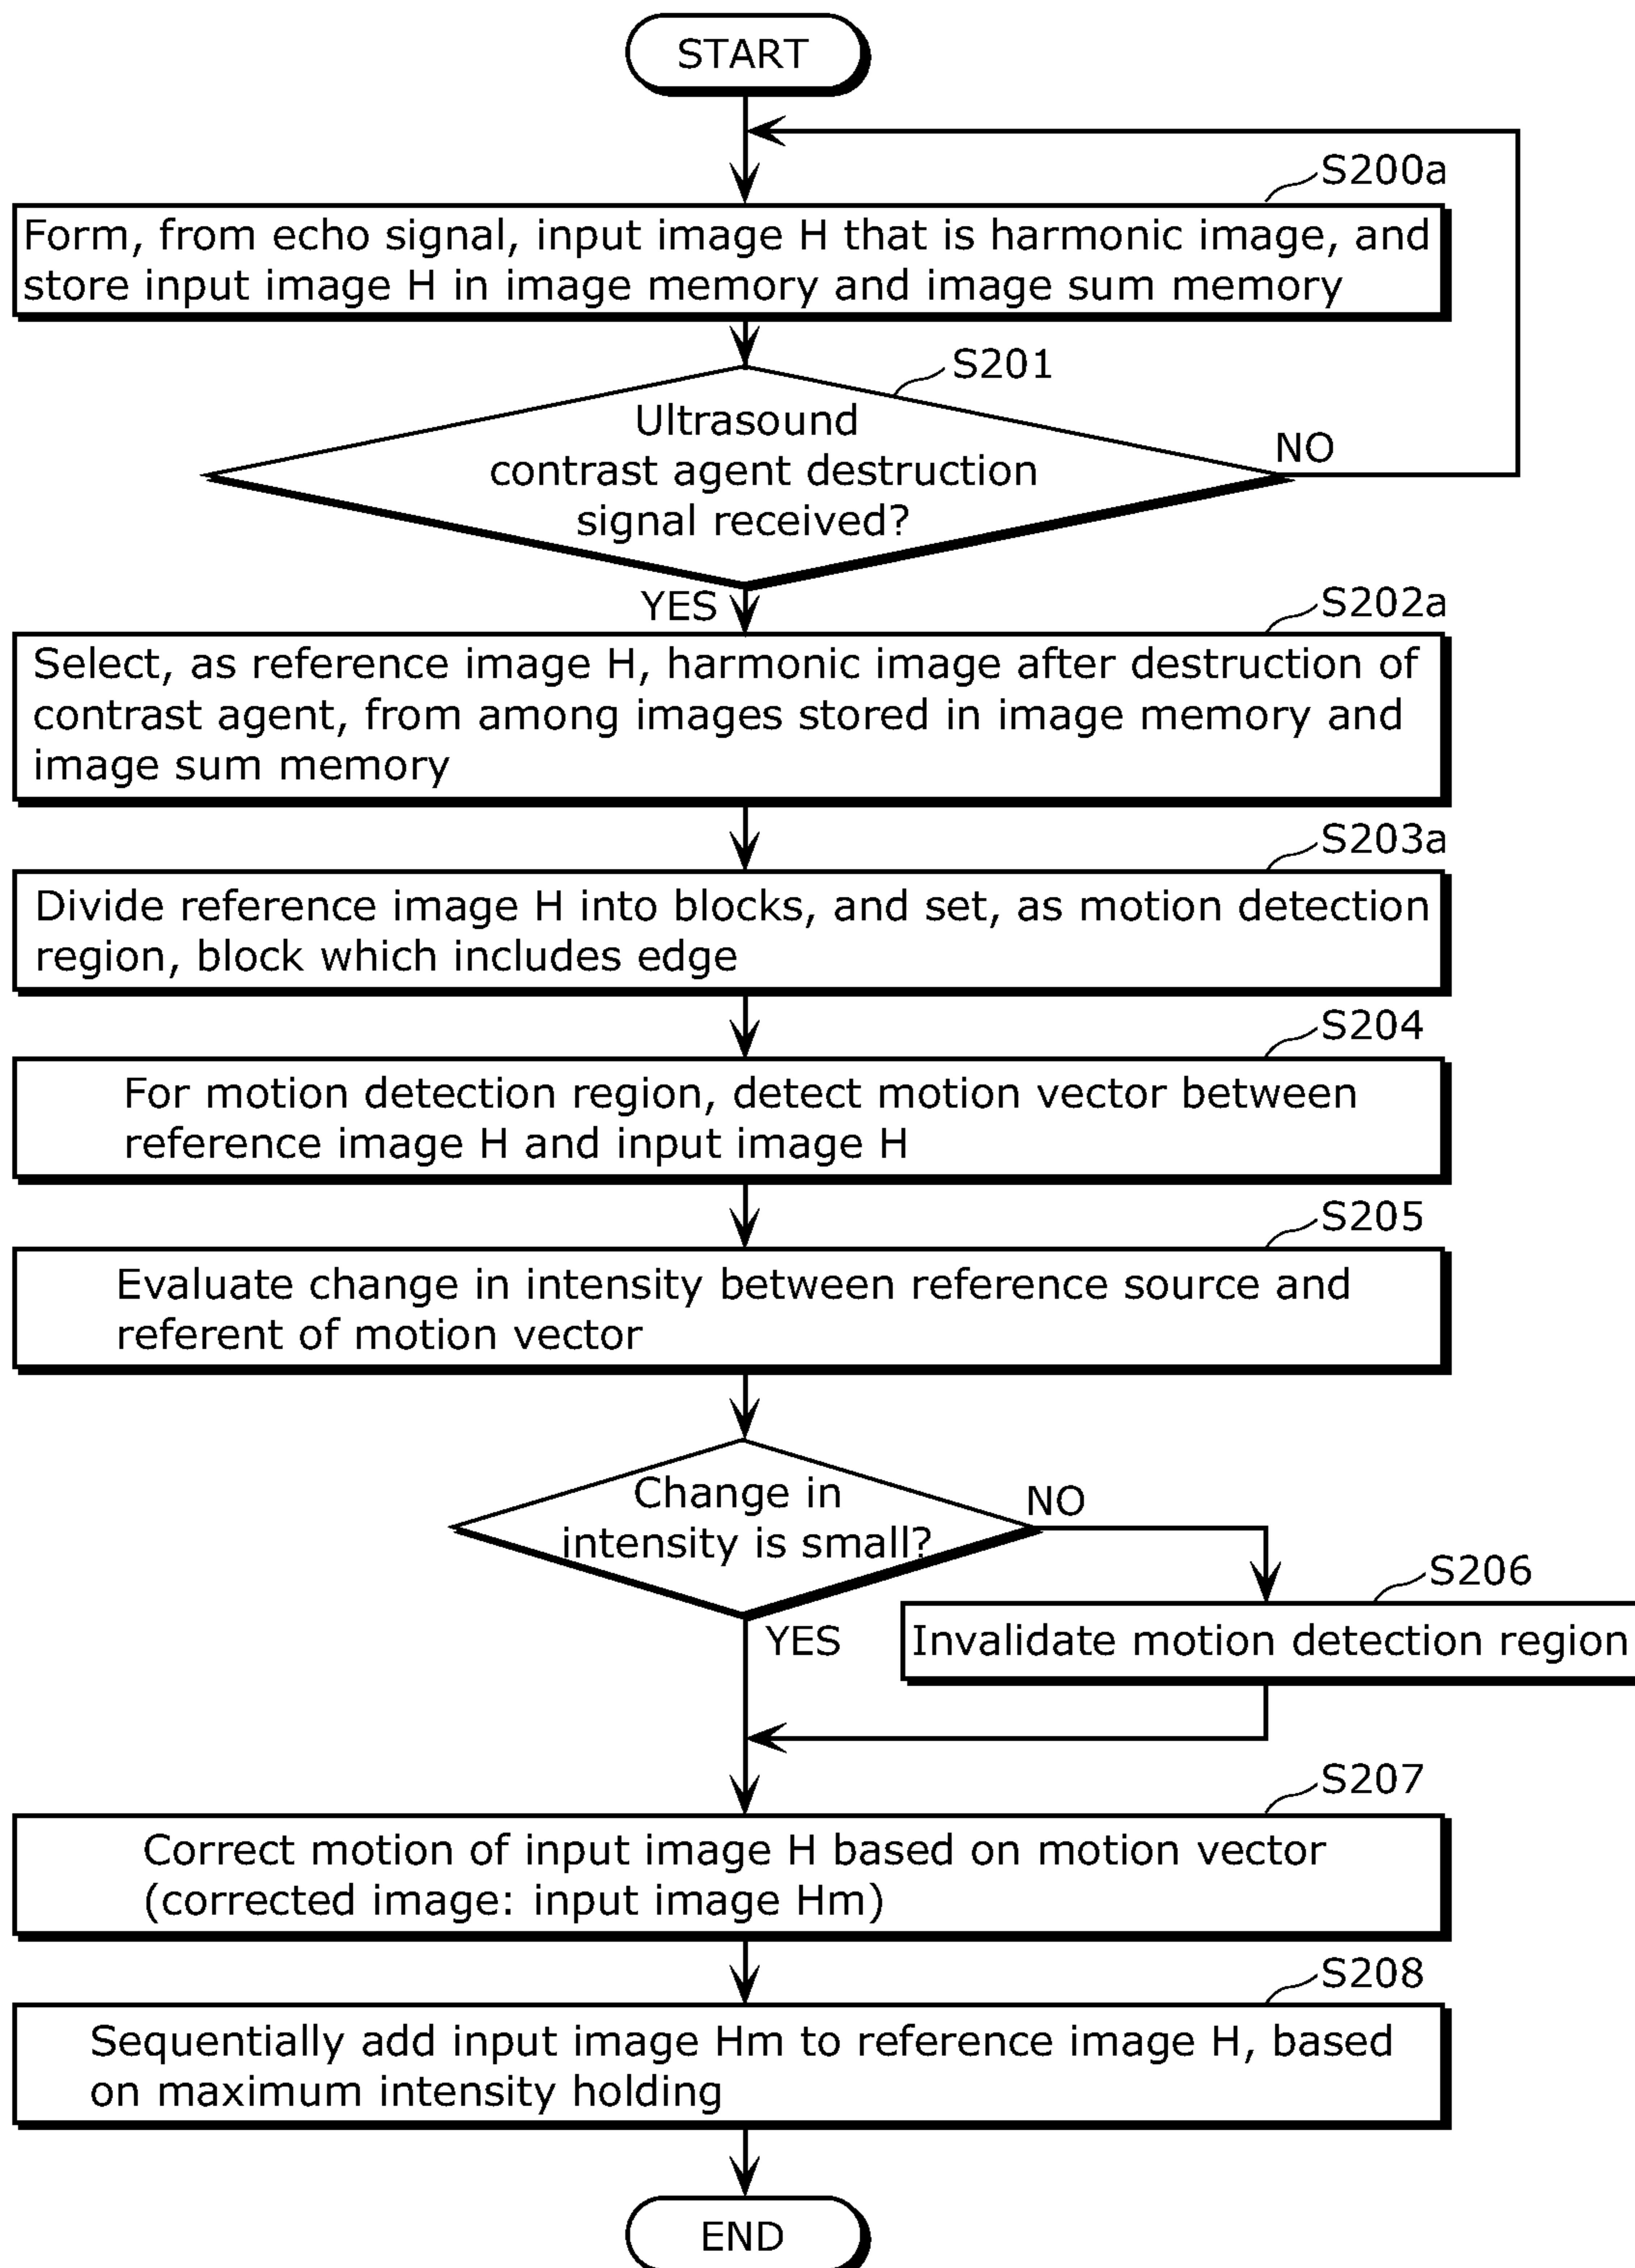 START
S200a
Form, from echo signal, input image H that is harmonic image, and
store input image H in image memory and image sum memory
S201
Ultrasound
contrast agent destruction
signal received?
NO
YES
S202a
Select, as reference image H, harmonic image after destruction of
contrast agent, from among images stored in image memory and
image sum memory
S203a
Divide reference image H into blocks, and set, as motion detection
region, block which includes edge
S204
For motion detection region, detect motion vector between
reference image H and input image H
S205
Evaluate change in intensity between reference source and
referent of motion vector
Change in
intensity is small?
NO
YES
S206
Invalidate motion detection region
S207
Correct motion of input image H based on motion vector
(corrected image: input image Hm)
S208
Sequentially add input image Hm to reference image H, based
on maximum intensity holding
END